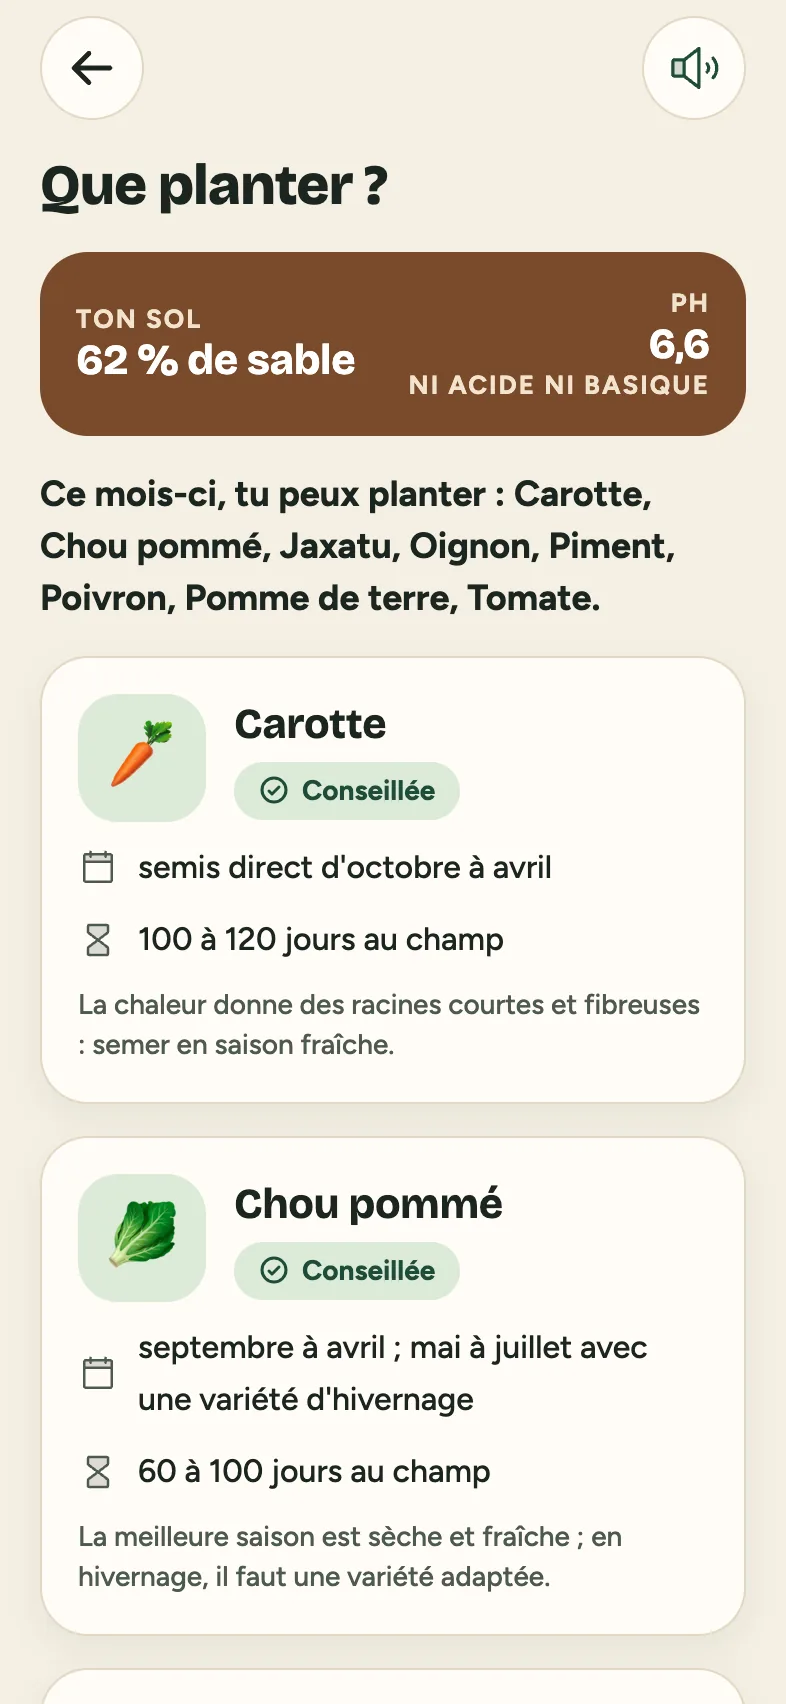 Que planter ?
TON SOL
62 % de sable
PH
6,6
NI ACIDE NI BASIQUE
Ce mois-ci, tu peux planter : Carotte,
Chou pommé, Jaxatu, Oignon, Piment,
Poivron, Pomme de terre, Tomate.
Carotte
Conseillée
semis direct d'octobre à avril
100 à 120 jours au champ
La chaleur donne des racines courtes et fibreuses
: semer en saison fraîche.
Chou pommé
Conseillée
septembre à avril ; mai à juillet avec
une variété d'hivernage
60 à 100 jours au champ
La meilleure saison est sèche et fraîche ; en
hivernage, il faut une variété adaptée.